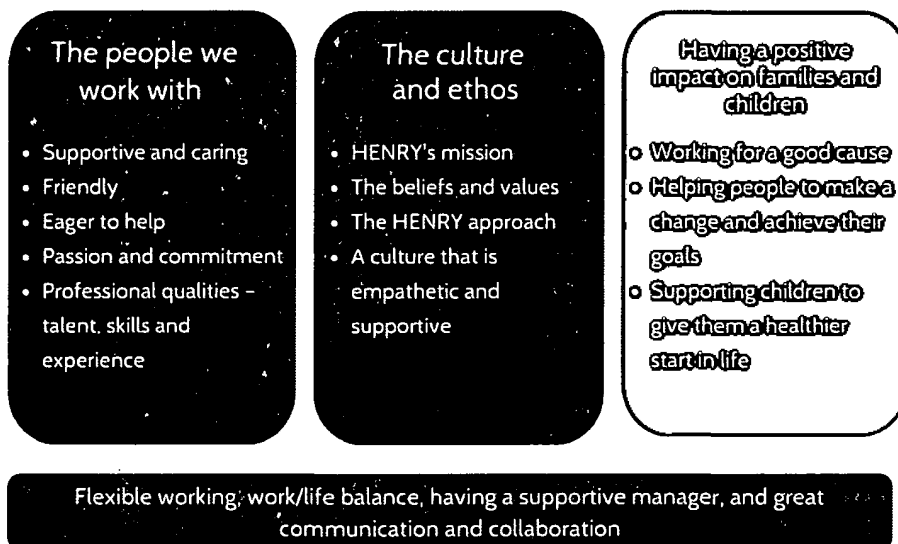 The people we
work with
• Supportive and caring
• Friendly
• Eager to help
• Passion and commitment
• Professional qualities –
talent, skills and
experience
The culture
and ethos
• HENRY's mission
• The beliefs and values
• The HENRY approach
• A culture that is
empathetic and
supportive
Having a positive
impact on families and
children
o Working for a good cause
o Helping people to make a
change and achieve their
goals
o Supporting children to
give them a healthier
start in life
Flexible working, work/life balance, having a supportive manager, and great
communication and collaboration